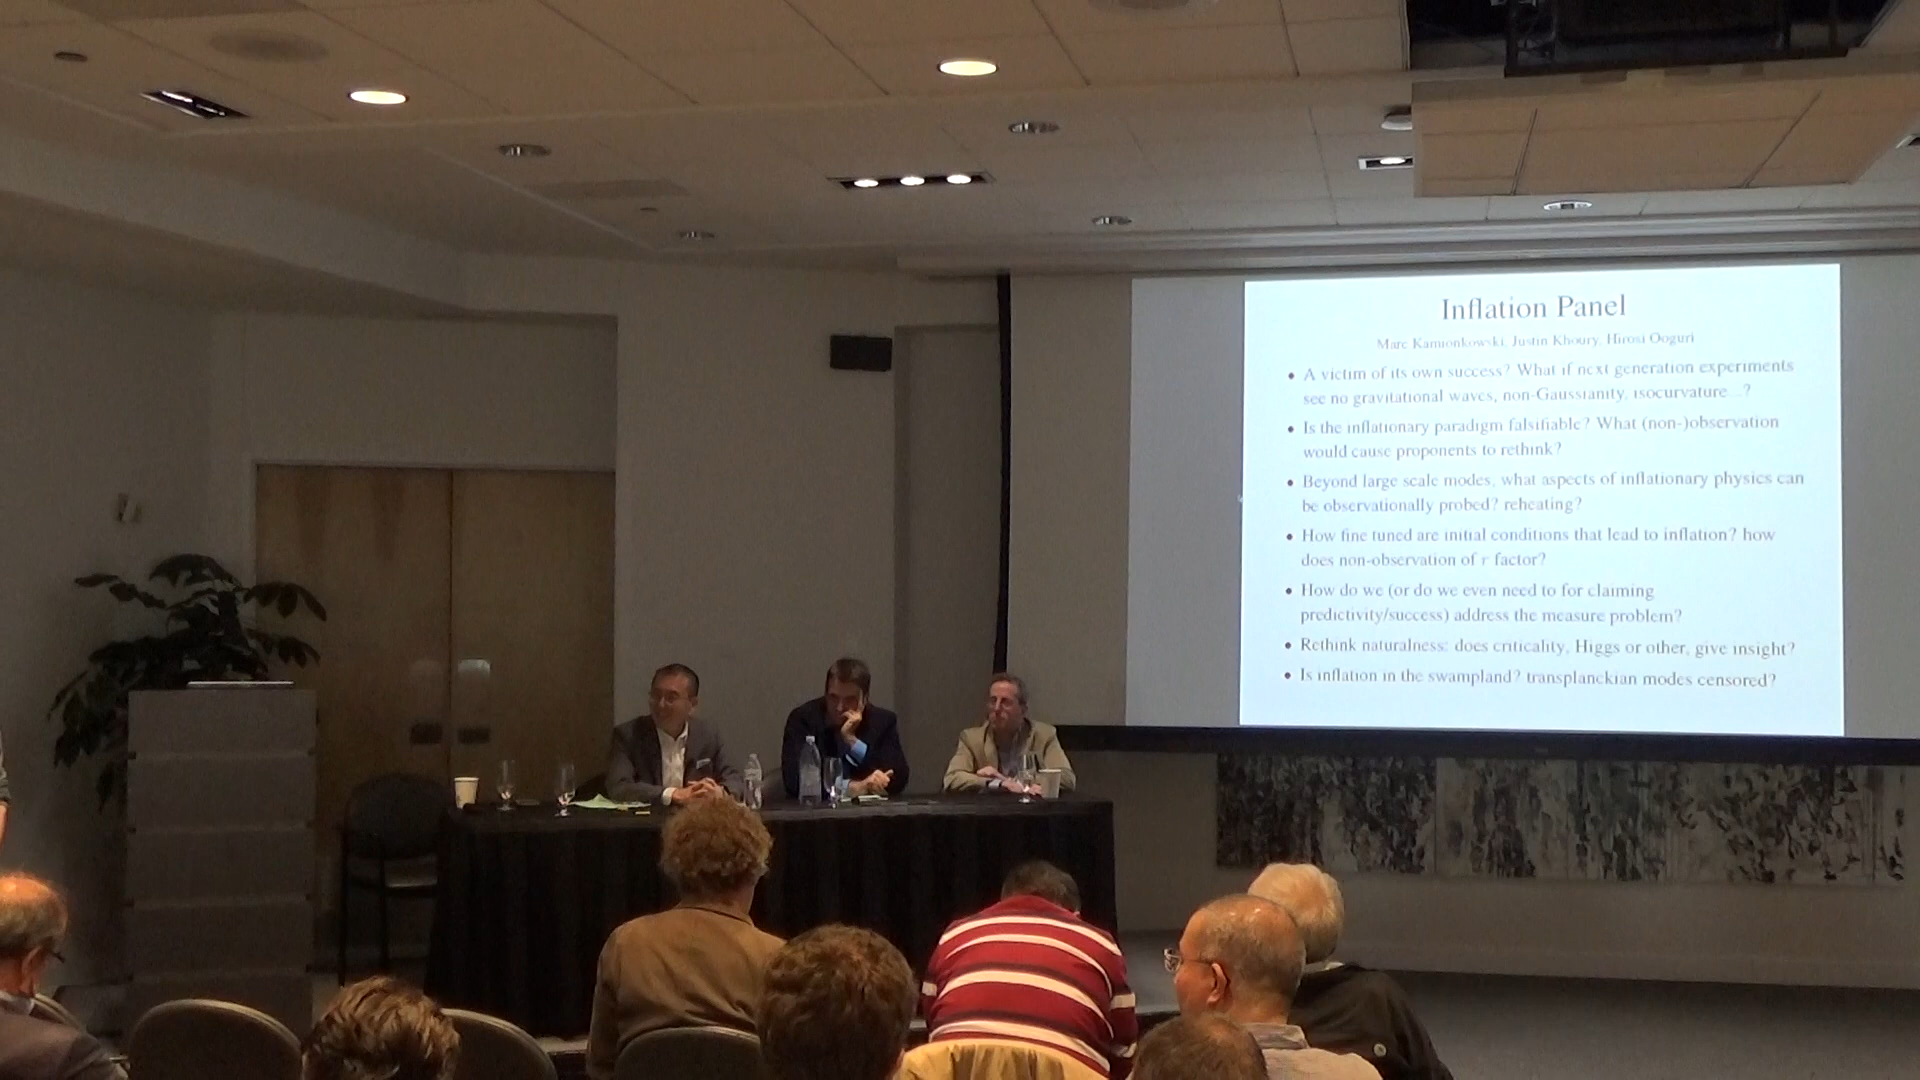 Inflation Panel
Marc Kamionkowski, Justin Khoury, Hirosi Ooguri
• A victim of its own success? What if next generation experiments
see no gravitational waves, non-Gaussianity, isocurvature...?
• Is the inflationary paradigm falsifiable? What (non-)observation
would cause proponents to rethink?
• Beyond large scale modes, what aspects of inflationary physics can
be observationally probed? reheating?
• How fine tuned are initial conditions that lead to inflation? how
does non-observation of r factor?
• How do we (or do we even need to for claiming
predictivity/success) address the measure problem?
• Rethink naturalness: does criticality, Higgs or other, give insight?
• Is inflation in the swampland? transplanckian modes censored?